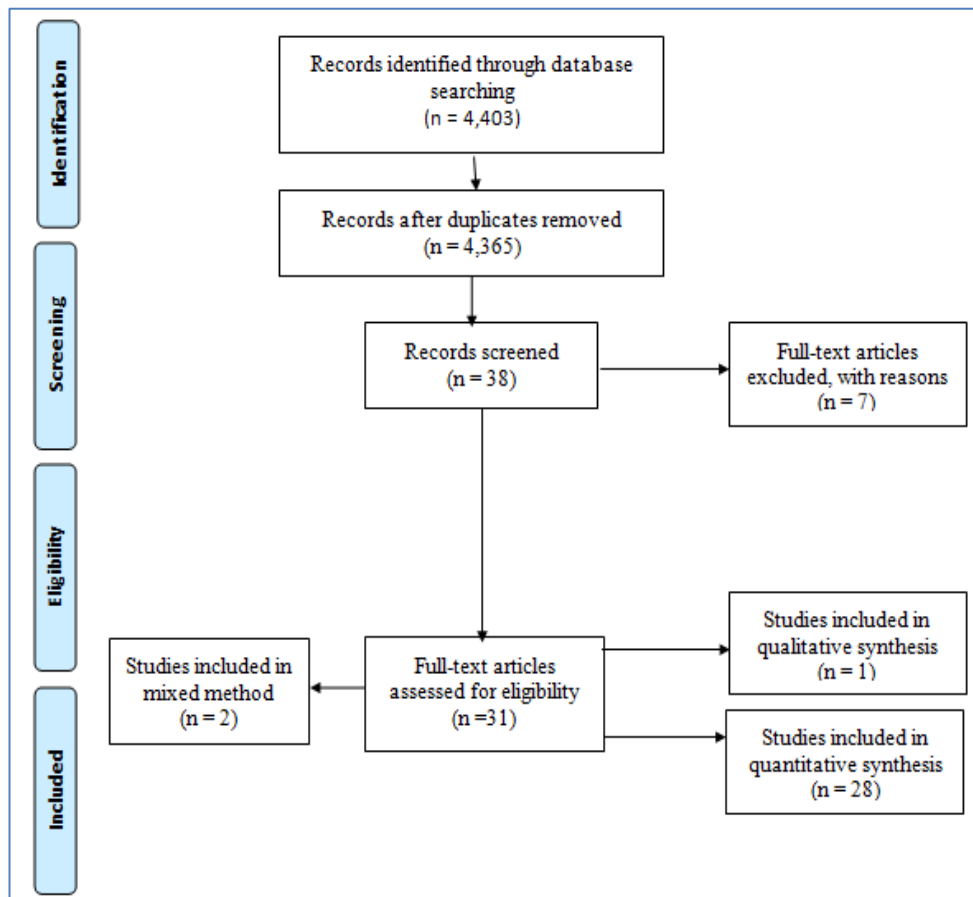 Identification
Records identified through database
searching
(n = 4,403)
Records after duplicates removed
(n = 4,365)
Screening
Records screened
(n = 38)
Full-text articles
excluded, with reasons
(n = 7)
Eligibility
Studies included in
qualitative synthesis
(n = 1)
Studies included in
mixed method
(n = 2)
Full-text articles
assessed for eligibility
(n =31)
Included
Studies included in
quantitative synthesis
(n = 28)